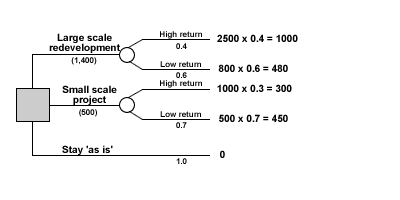 Large scale
redevelopment
(1,400)
High return
0.4
2500 x 0.4 = 1000
Low return
0.6
800 x 0.6 = 480
Small scale
project
(500)
High return
1000 x 0.3 = 300
Low return
0.7
500 x 0.7 = 450
Stay 'as is'
1.0
0